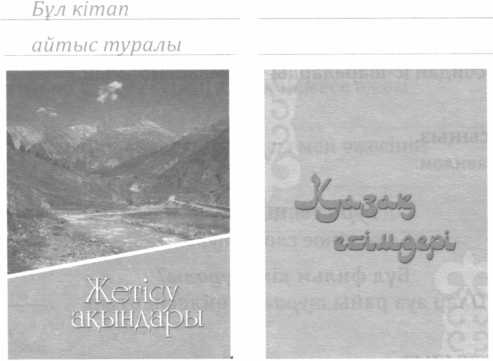 Бұл кітап
айтыс туралы
Жетісу
ақындары
Қазақ
есімдері